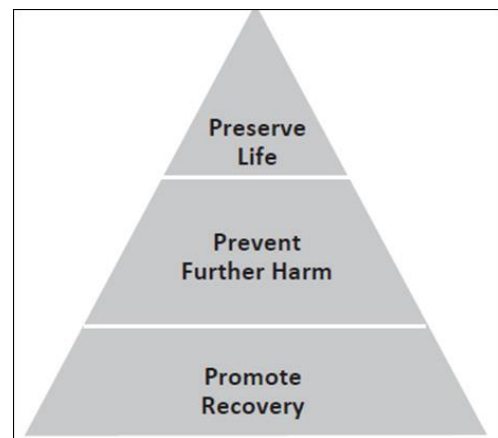 Preserve
Life
Prevent
Further Harm
Promote
Recovery